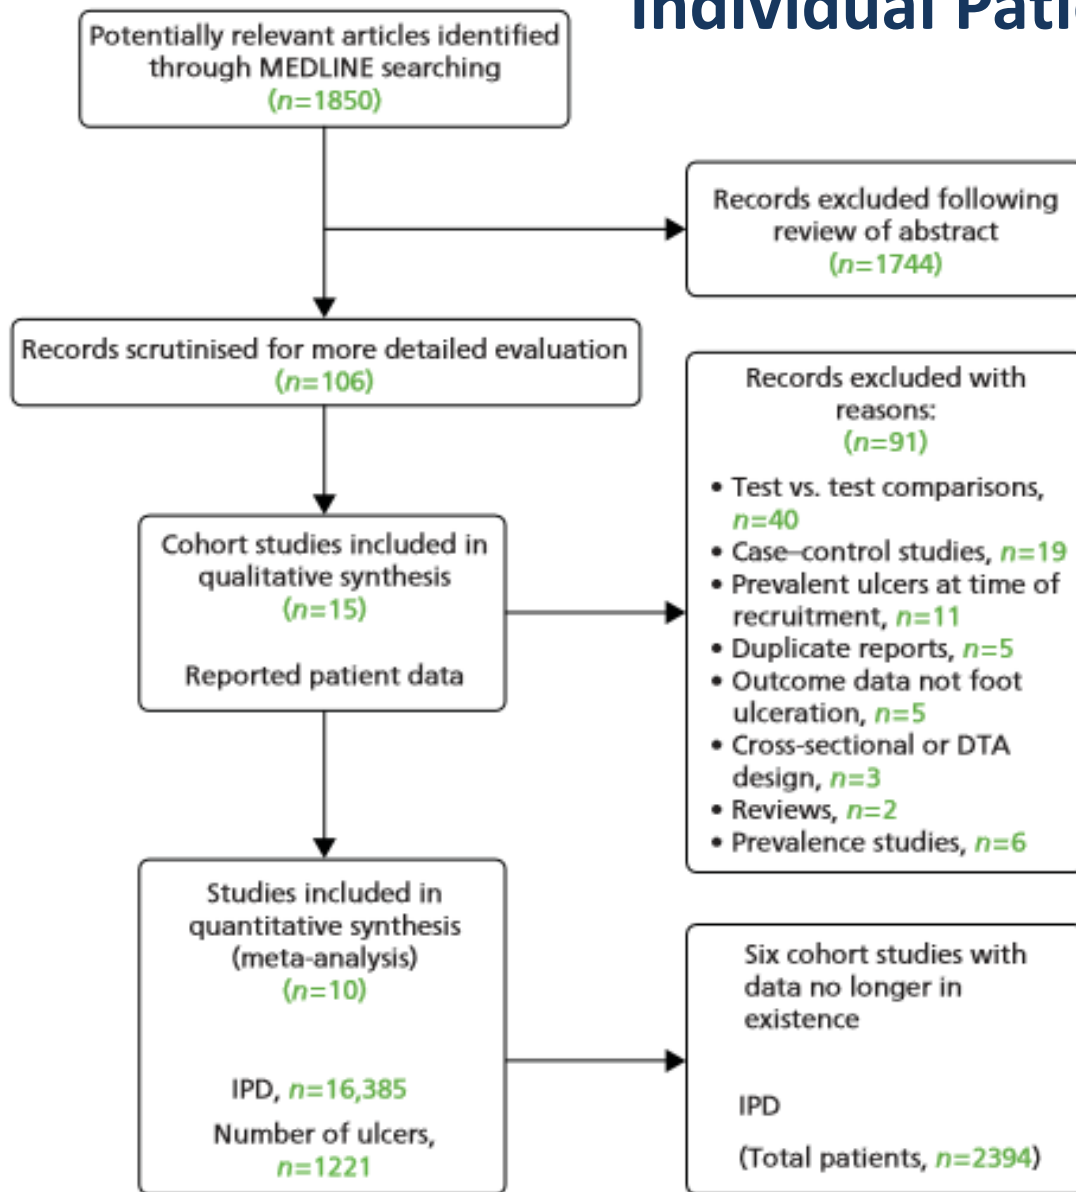 Individual
Potentially relevant articles identified
through MEDLINE searching
(n=1850)
Records excluded following
review of abstract
(n=1744)
Records scrutinised for more detailed evaluation
(n=106)
Records excluded with
reasons:
(n=91)
• Test vs. test comparisons,
n=40
• Case–control studies, n=19
• Prevalent ulcers at time of
recruitment, n=11
• Duplicate reports, n=5
• Outcome data not foot
ulceration, n=5
• Cross-sectional or DTA
design, n=3
• Reviews, n=2
• Prevalence studies, n=6
Cohort studies included in
qualitative synthesis
(n=15)
Reported patient data
Studies included in
quantitative synthesis
(meta-analysis)
(n=10)
IPD, n=16,385
Number of ulcers,
n=1221
Six cohort studies with
data no longer in
existence
IPD
(Total patients, n=2394)